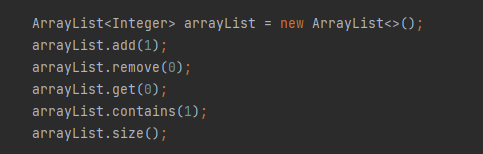 ArrayList<Integer> arrayList = new ArrayList<>();
arrayList.add(1);
arrayList.remove(0);
arrayList.get(0);
arrayList.contains(1);
arrayList.size();